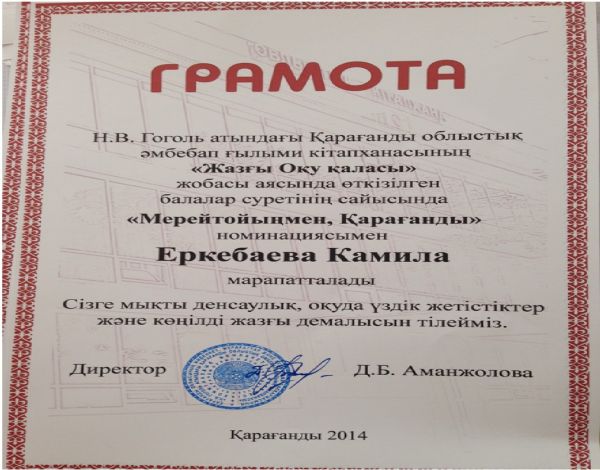 ГРАМОТА
Н.В. Гоголь атындағы Қарағанды облыстық
әмбебап ғылыми кітапханасының
«Жазғы Оқу қаласы»
жобасы аясында өткізілген
балалар суретінің сайысында
«Мерейтойыңмен, Қарағанды»
номинациясымен
Еркебаева Камила
марапатталады
Сізге мықты денсаулық, оқуда үздік жетістіктер
және көңілді жазғы демалысын тілейміз.
Директор Д.Б. Аманжолова
Қарағанды 2014